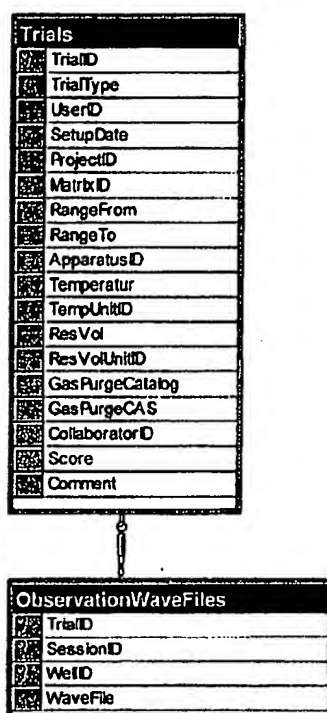 Trials
TrialID
TrialType
UserID
SetupDate
ProjectID
MatrixID
RangeFrom
RangeTo
ApparatusID
Temperatur
TempUnitID
ResVol
ResVolUnitID
GasPurgeCatalog
GasPurgeCAS
CollaboratorID
Score
Comment
ObservationWaveFiles
TrialID
SessionID
WellID
WaveFile